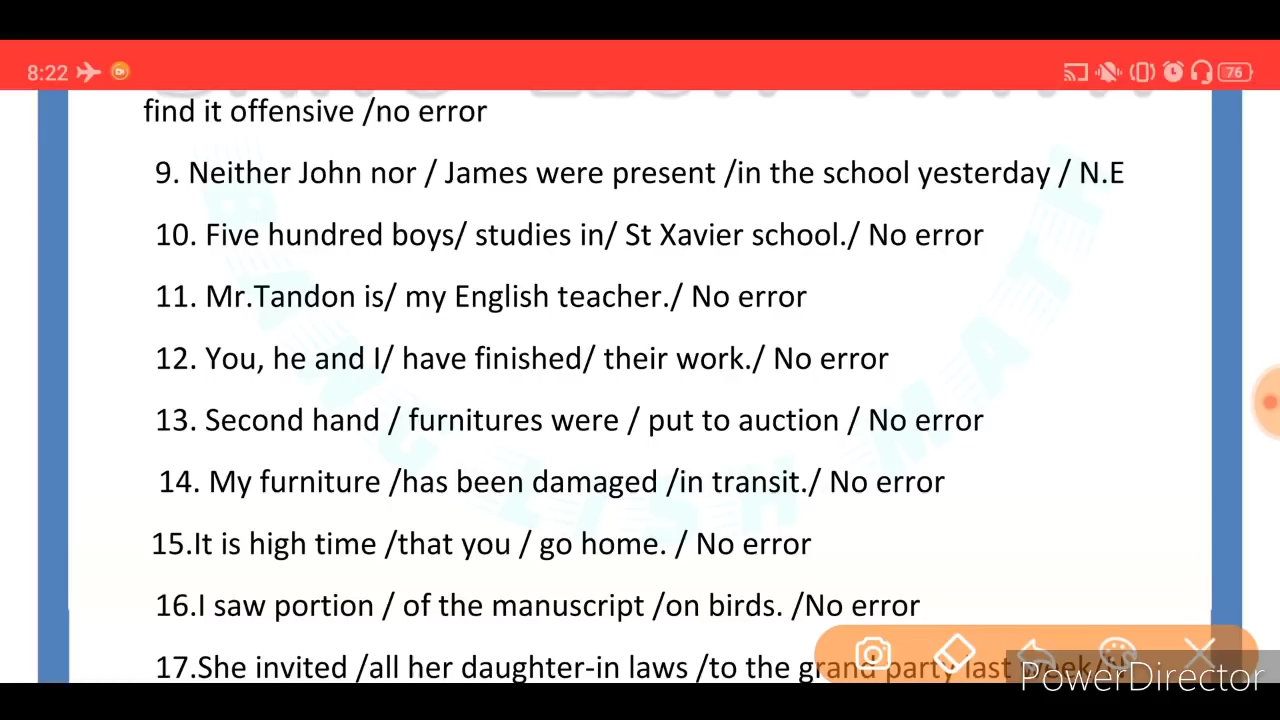 8:22 76
find it offensive /no error
9. Neither John nor / James were present /in the school yesterday / N.E
10. Five hundred boys/ studies in/ St Xavier school./ No error
11. Mr.Tandon is/ my English teacher./ No error
12. You, he and I/ have finished/ their work./ No error
13. Second hand / furnitures were / put to auction / No error
14. My furniture /has been damaged /in transit./ No error
15.It is high time /that you / go home. / No error
16.I saw portion / of the manuscript /on birds. /No error
17.She invited /all her daughter-in laws /to the grand party last week/
PowerDirector